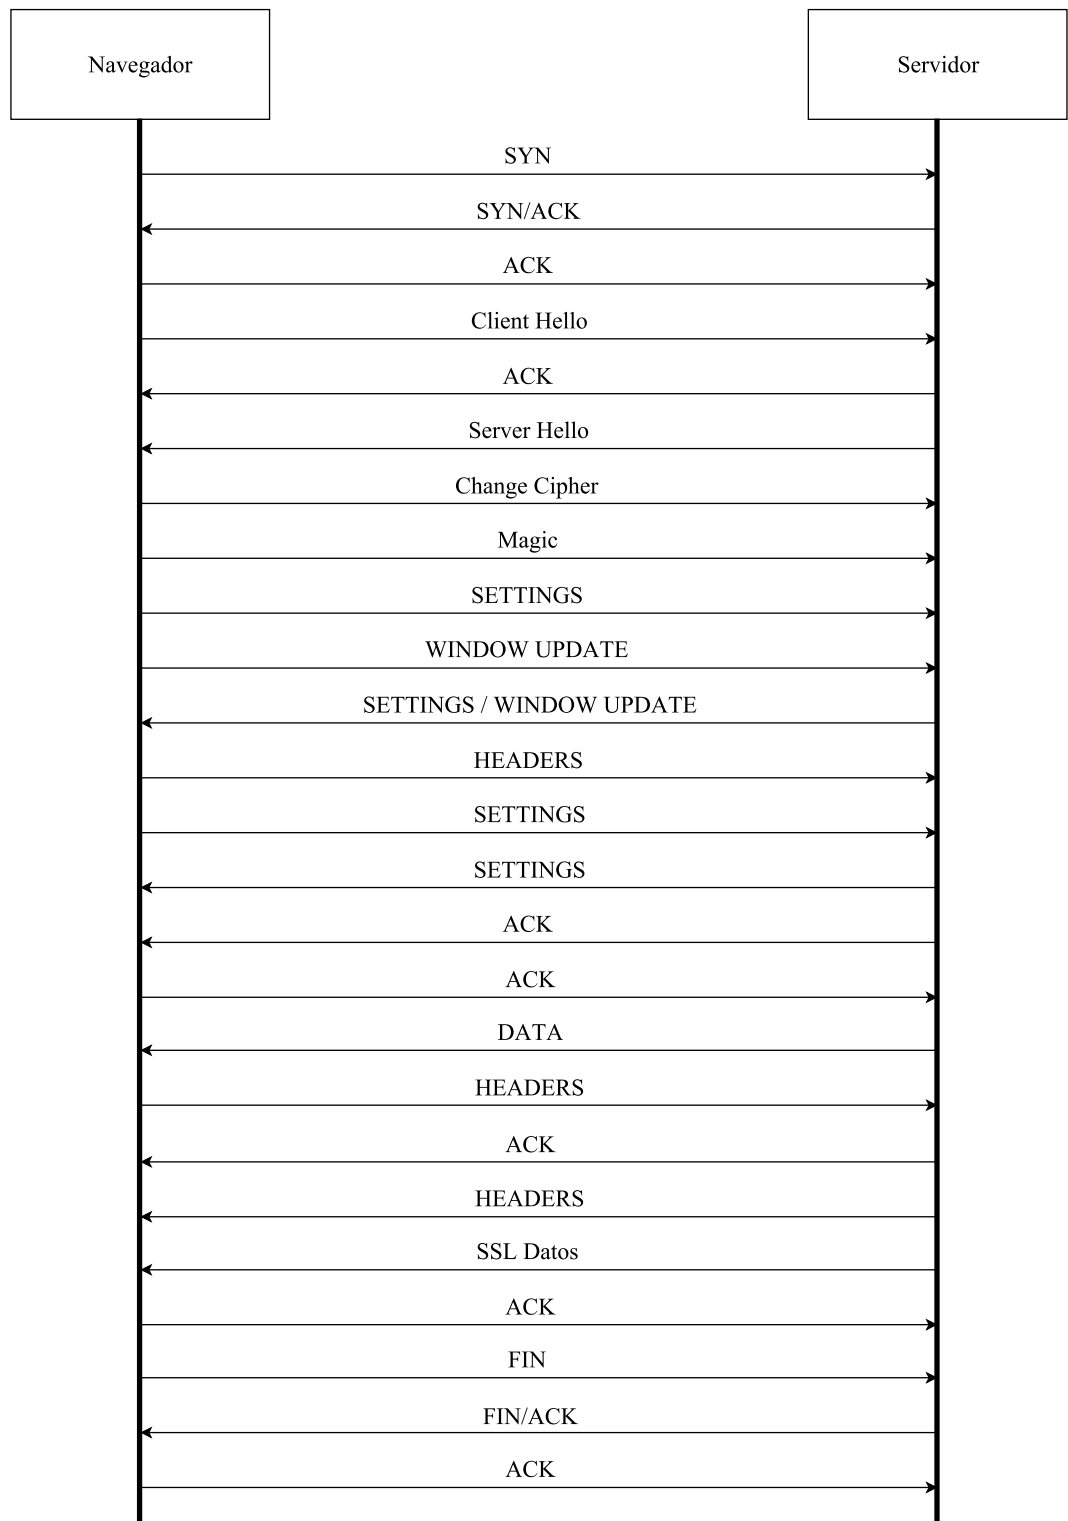 Navegador
Servidor
SYN
SYN/ACK
ACK
Client Hello
ACK
Server Hello
Change Cipher
Magic
SETTINGS
WINDOW UPDATE
SETTINGS / WINDOW UPDATE
HEADERS
SETTINGS
SETTINGS
ACK
ACK
DATA
HEADERS
ACK
HEADERS
SSL Datos
ACK
FIN
FIN/ACK
ACK